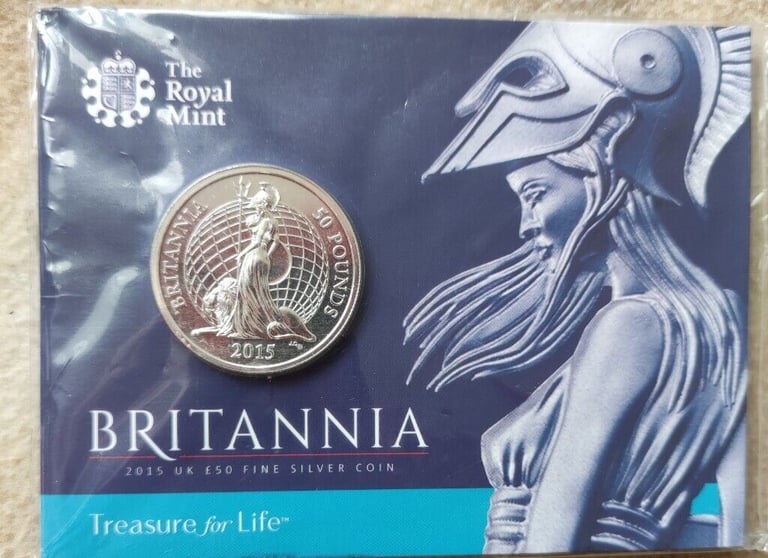 The
Royal
Mint
BRITANNIA
50 POUNDS
2015
BRITANNIA
2015 UK £50 FINE SILVER COIN
Treasure for Life™